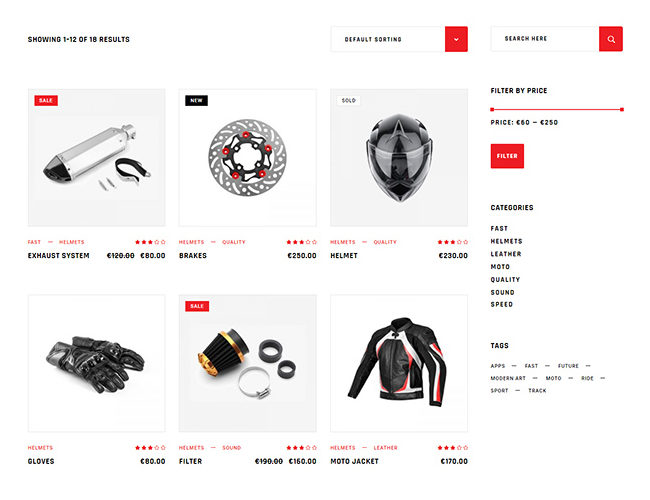 SHOWING 1–12 OF 18 RESULTS
DEFAULT SORTING
SEARCH HERE
SALE
NEW
SOLD
FAST — HELMETS
EXHAUST SYSTEM €120.00 €80.00
HELMETS — QUALITY
BRAKES €250.00
HELMETS — QUALITY
HELMET €230.00
SALE
HELMETS
GLOVES €80.00
HELMETS — SOUND
FILTER €190.00 €160.00
HELMETS — LEATHER
MOTO JACKET €170.00
FILTER BY PRICE
PRICE: €60 — €250
FILTER
CATEGORIES
FAST
HELMETS
LEATHER
MOTO
QUALITY
SOUND
SPEED
TAGS
APPS — FAST — FUTURE —
MODERN ART — MOTO — RIDE —
SPORT — TRACK